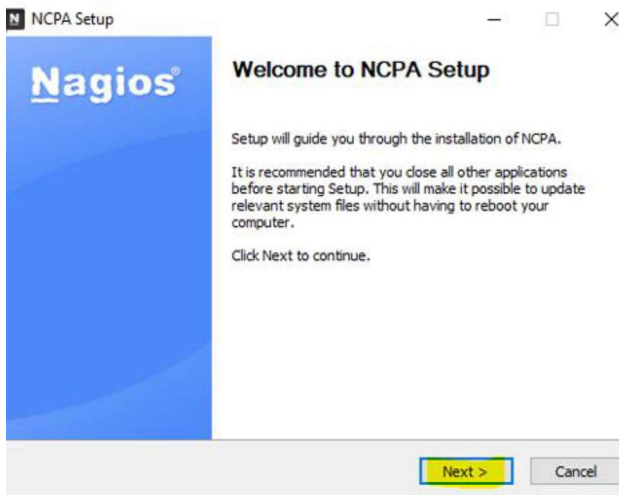 N NCPA Setup
Nagios®
Welcome to NCPA Setup
Setup will guide you through the installation of NCPA.
It is recommended that you close all other applications
before starting Setup. This will make it possible to update
relevant system files without having to reboot your
computer.
Click Next to continue.
Next >
Cancel